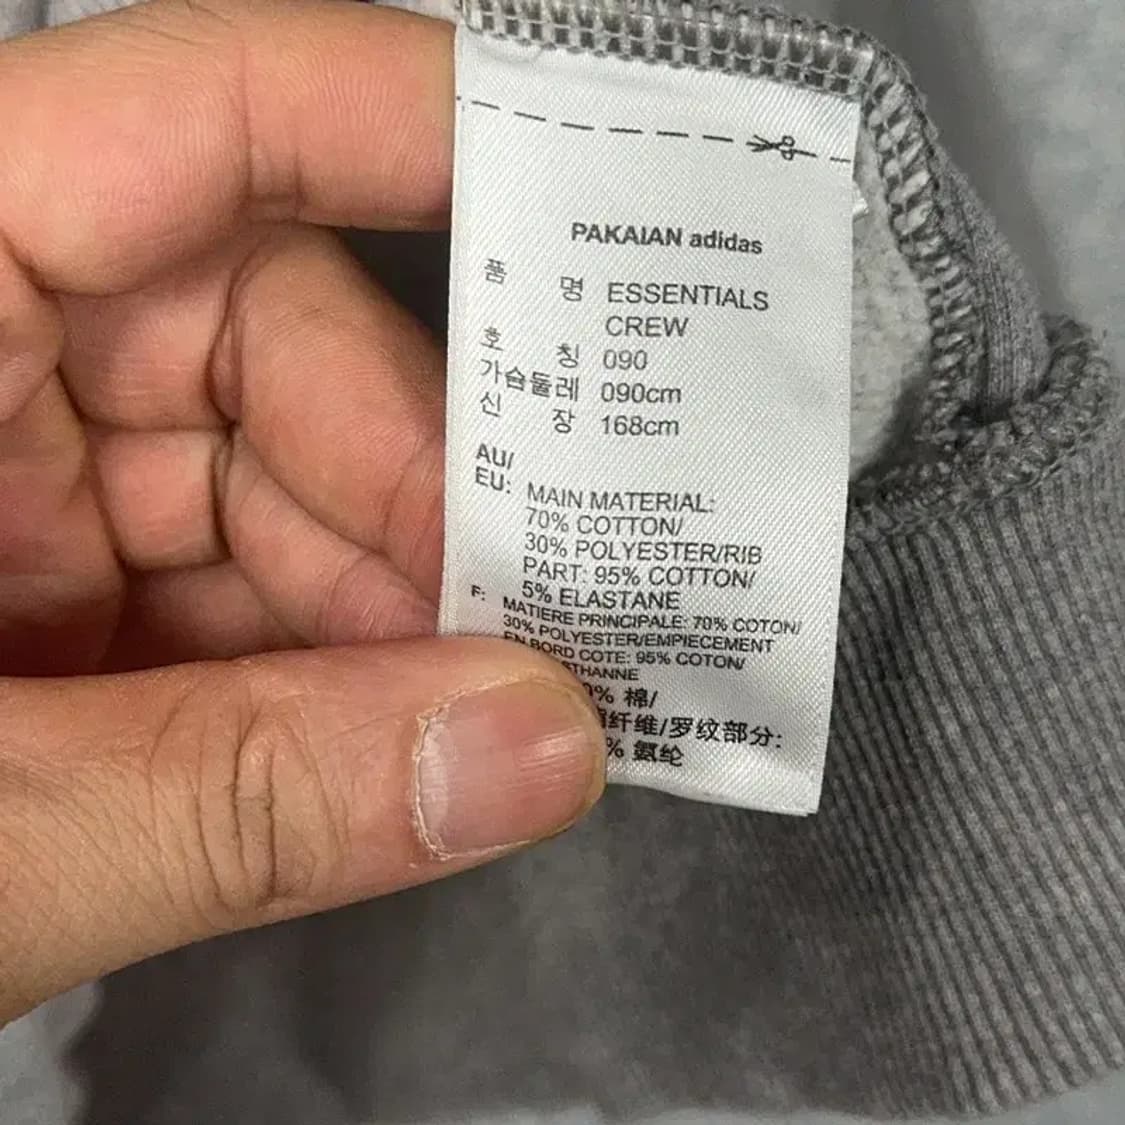 PAKAIAN adidas
품 명 ESSENTIALS
CREW
호 칭 090
가슴둘레 090cm
신 장 168cm
AU/
EU: MAIN MATERIAL:
70% COTTON/
30% POLYESTER/RIB
PART: 95% COTTON/
5% ELASTANE
F: MATIERE PRINCIPALE: 70% COTON/
30% POLYESTER/EMPIECEMENT
EN BORD COTE: 95% COTON/
STHANNE
0% 棉/
纤维/罗纹部分:
% 氨纶